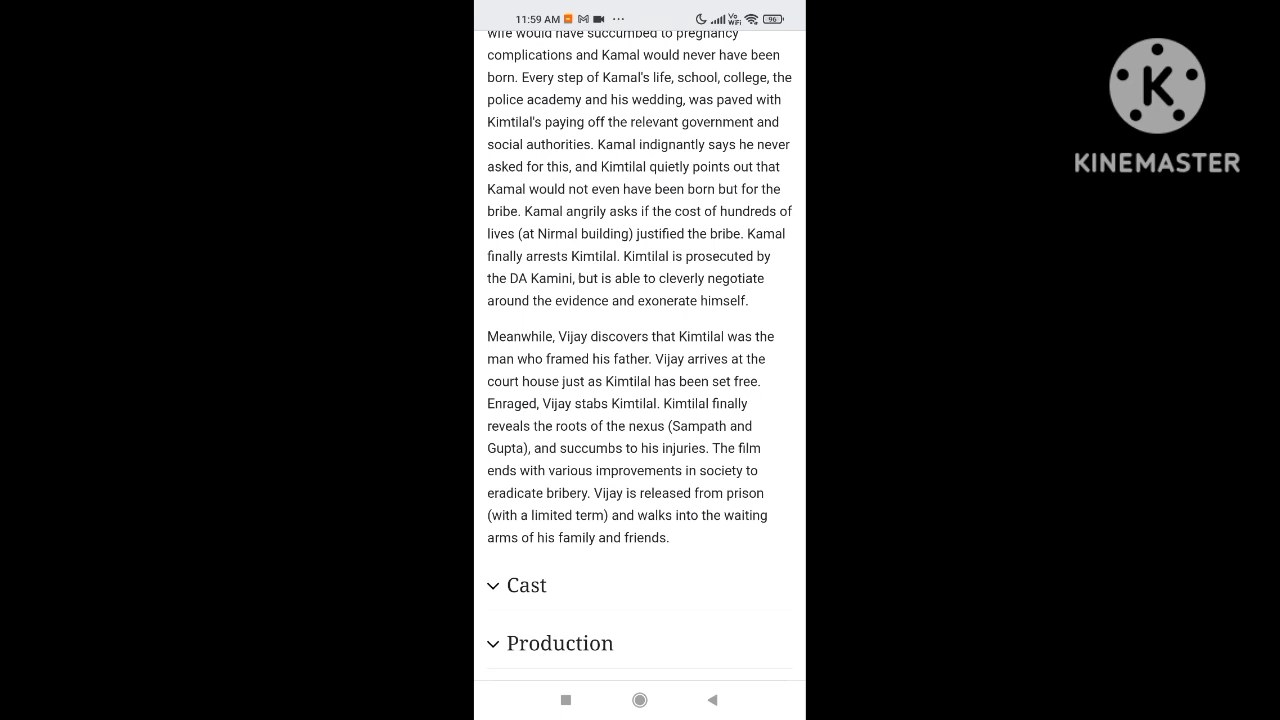 11:59 AM
Vo
WiFi
96
wife would have succumbed to pregnancy
complications and Kamal would never have been
born. Every step of Kamal's life, school, college, the
police academy and his wedding, was paved with
Kimtilal's paying off the relevant government and
social authorities. Kamal indignantly says he never
asked for this, and Kimtilal quietly points out that
Kamal would not even have been born but for the
bribe. Kamal angrily asks if the cost of hundreds of
lives (at Nirmal building) justified the bribe. Kamal
finally arrests Kimtilal. Kimtilal is prosecuted by
the DA Kamini, but is able to cleverly negotiate
around the evidence and exonerate himself.
Meanwhile, Vijay discovers that Kimtilal was the
man who framed his father. Vijay arrives at the
court house just as Kimtilal has been set free.
Enraged, Vijay stabs Kimtilal. Kimtilal finally
reveals the roots of the nexus (Sampath and
Gupta), and succumbs to his injuries. The film
ends with various improvements in society to
eradicate bribery. Vijay is released from prison
(with a limited term) and walks into the waiting
arms of his family and friends.
Cast
Production
K
KINEMASTER